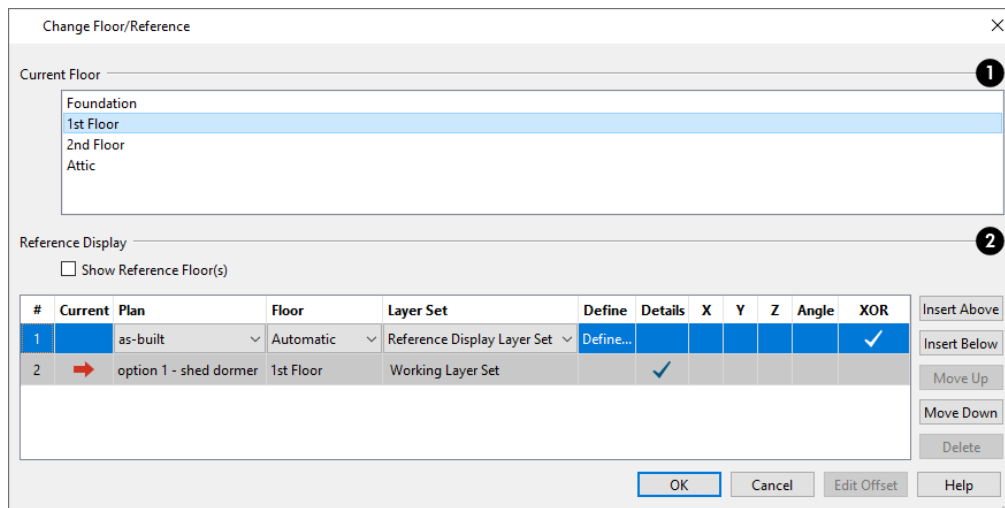 Change Floor/Reference
Current Floor 1
Foundation
1st Floor
2nd Floor
Attic
Reference Display 2
Show Reference Floor(s)
# Current Plan Floor Layer Set Define Details X Y Z Angle XOR Insert Above
1 as-built Automatic Reference Display Layer Set Define... Insert Below
2 option 1 - shed dormer 1st Floor Working Layer Set Move Up
Move Down
Delete
OK Cancel Edit Offset Help